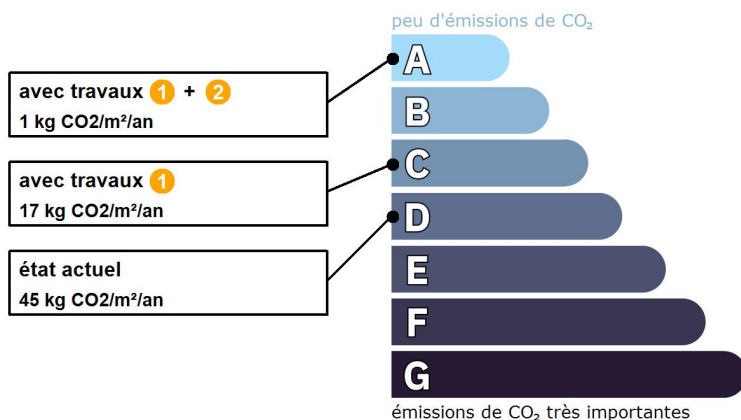 peu d'émissions de CO₂
avec travaux 1 + 2
1 kg CO2/m²/an
avec travaux 1
17 kg CO2/m²/an
état actuel
45 kg CO2/m²/an
A
B
C
D
E
F
G
émissions de CO₂ très importantes